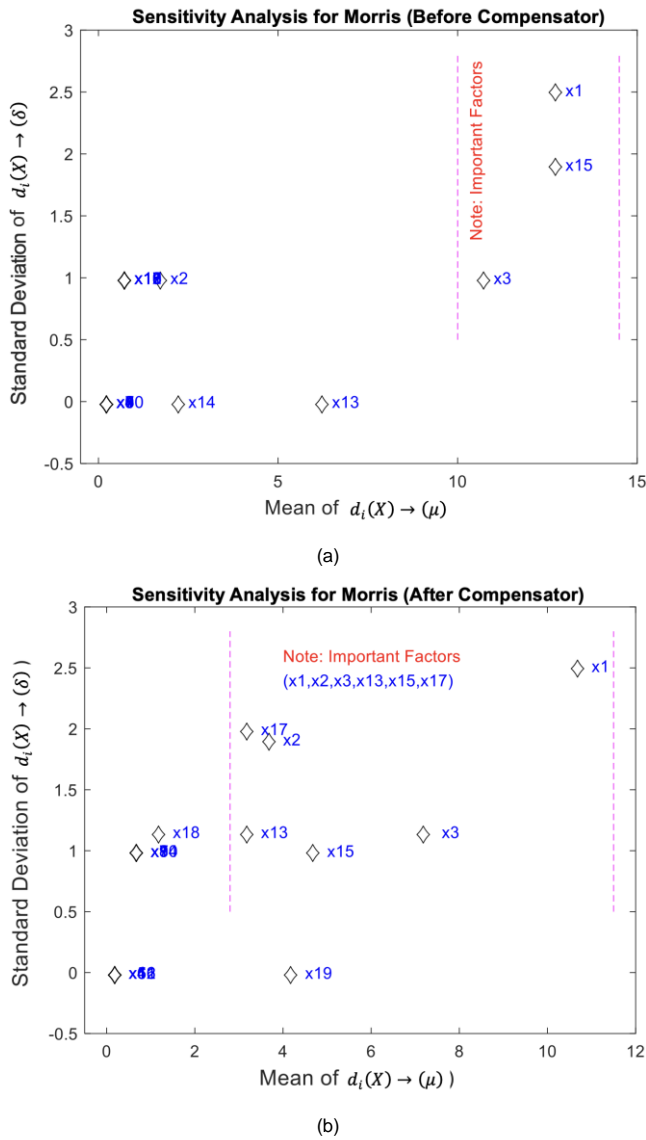 Sensitivity Analysis for Morris (Before Compensator)
3
2.5
2
1.5
1
0.5
0
-0.5
Standard Deviation of d_i(X) → (δ)
Note: Important Factors
x1
x15
x2
x3
x14
x13
0
5
10
15
Mean of d_i(X) → (μ)
(a)
Sensitivity Analysis for Morris (After Compensator)
3
2.5
2
1.5
1
0.5
0
-0.5
Standard Deviation of d_i(X) → (δ) )
Note: Important Factors
(x1,x2,x3,x13,x15,x17)
x1
x17
x2
x18
x13
x3
x15
x19
0
2
4
6
8
10
12
Mean of d_i(X) → (μ) )
(b)